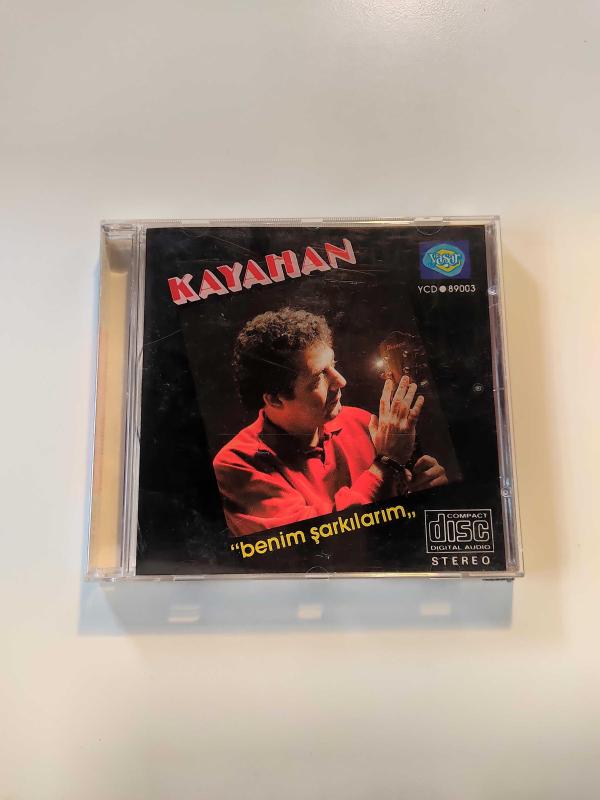 KAYAHAN
Yaşar
YCD ● 89003
“benim şarkılarım„
COMPACT
disc
DIGITAL AUDIO
STEREO